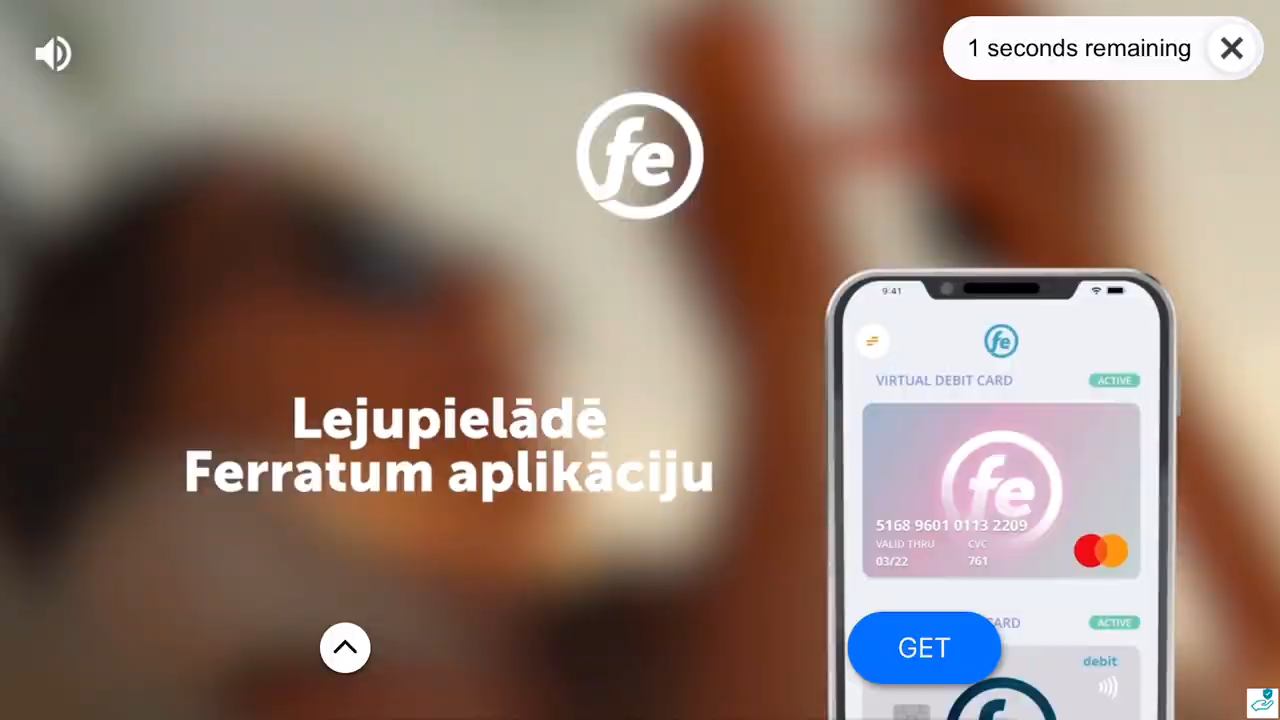 1 seconds remaining
fe
Lejupielādē
Ferratum aplikāciju
9:41
fe
VIRTUAL DEBIT CARD
ACTIVE
fe
5168 9601 0113 2209
VALID THRU
CVC
03/22
761
ARD
ACTIVE
GET
debit